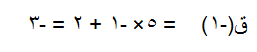 ق(-١) = ٥ × -١ + ٢ = -٣